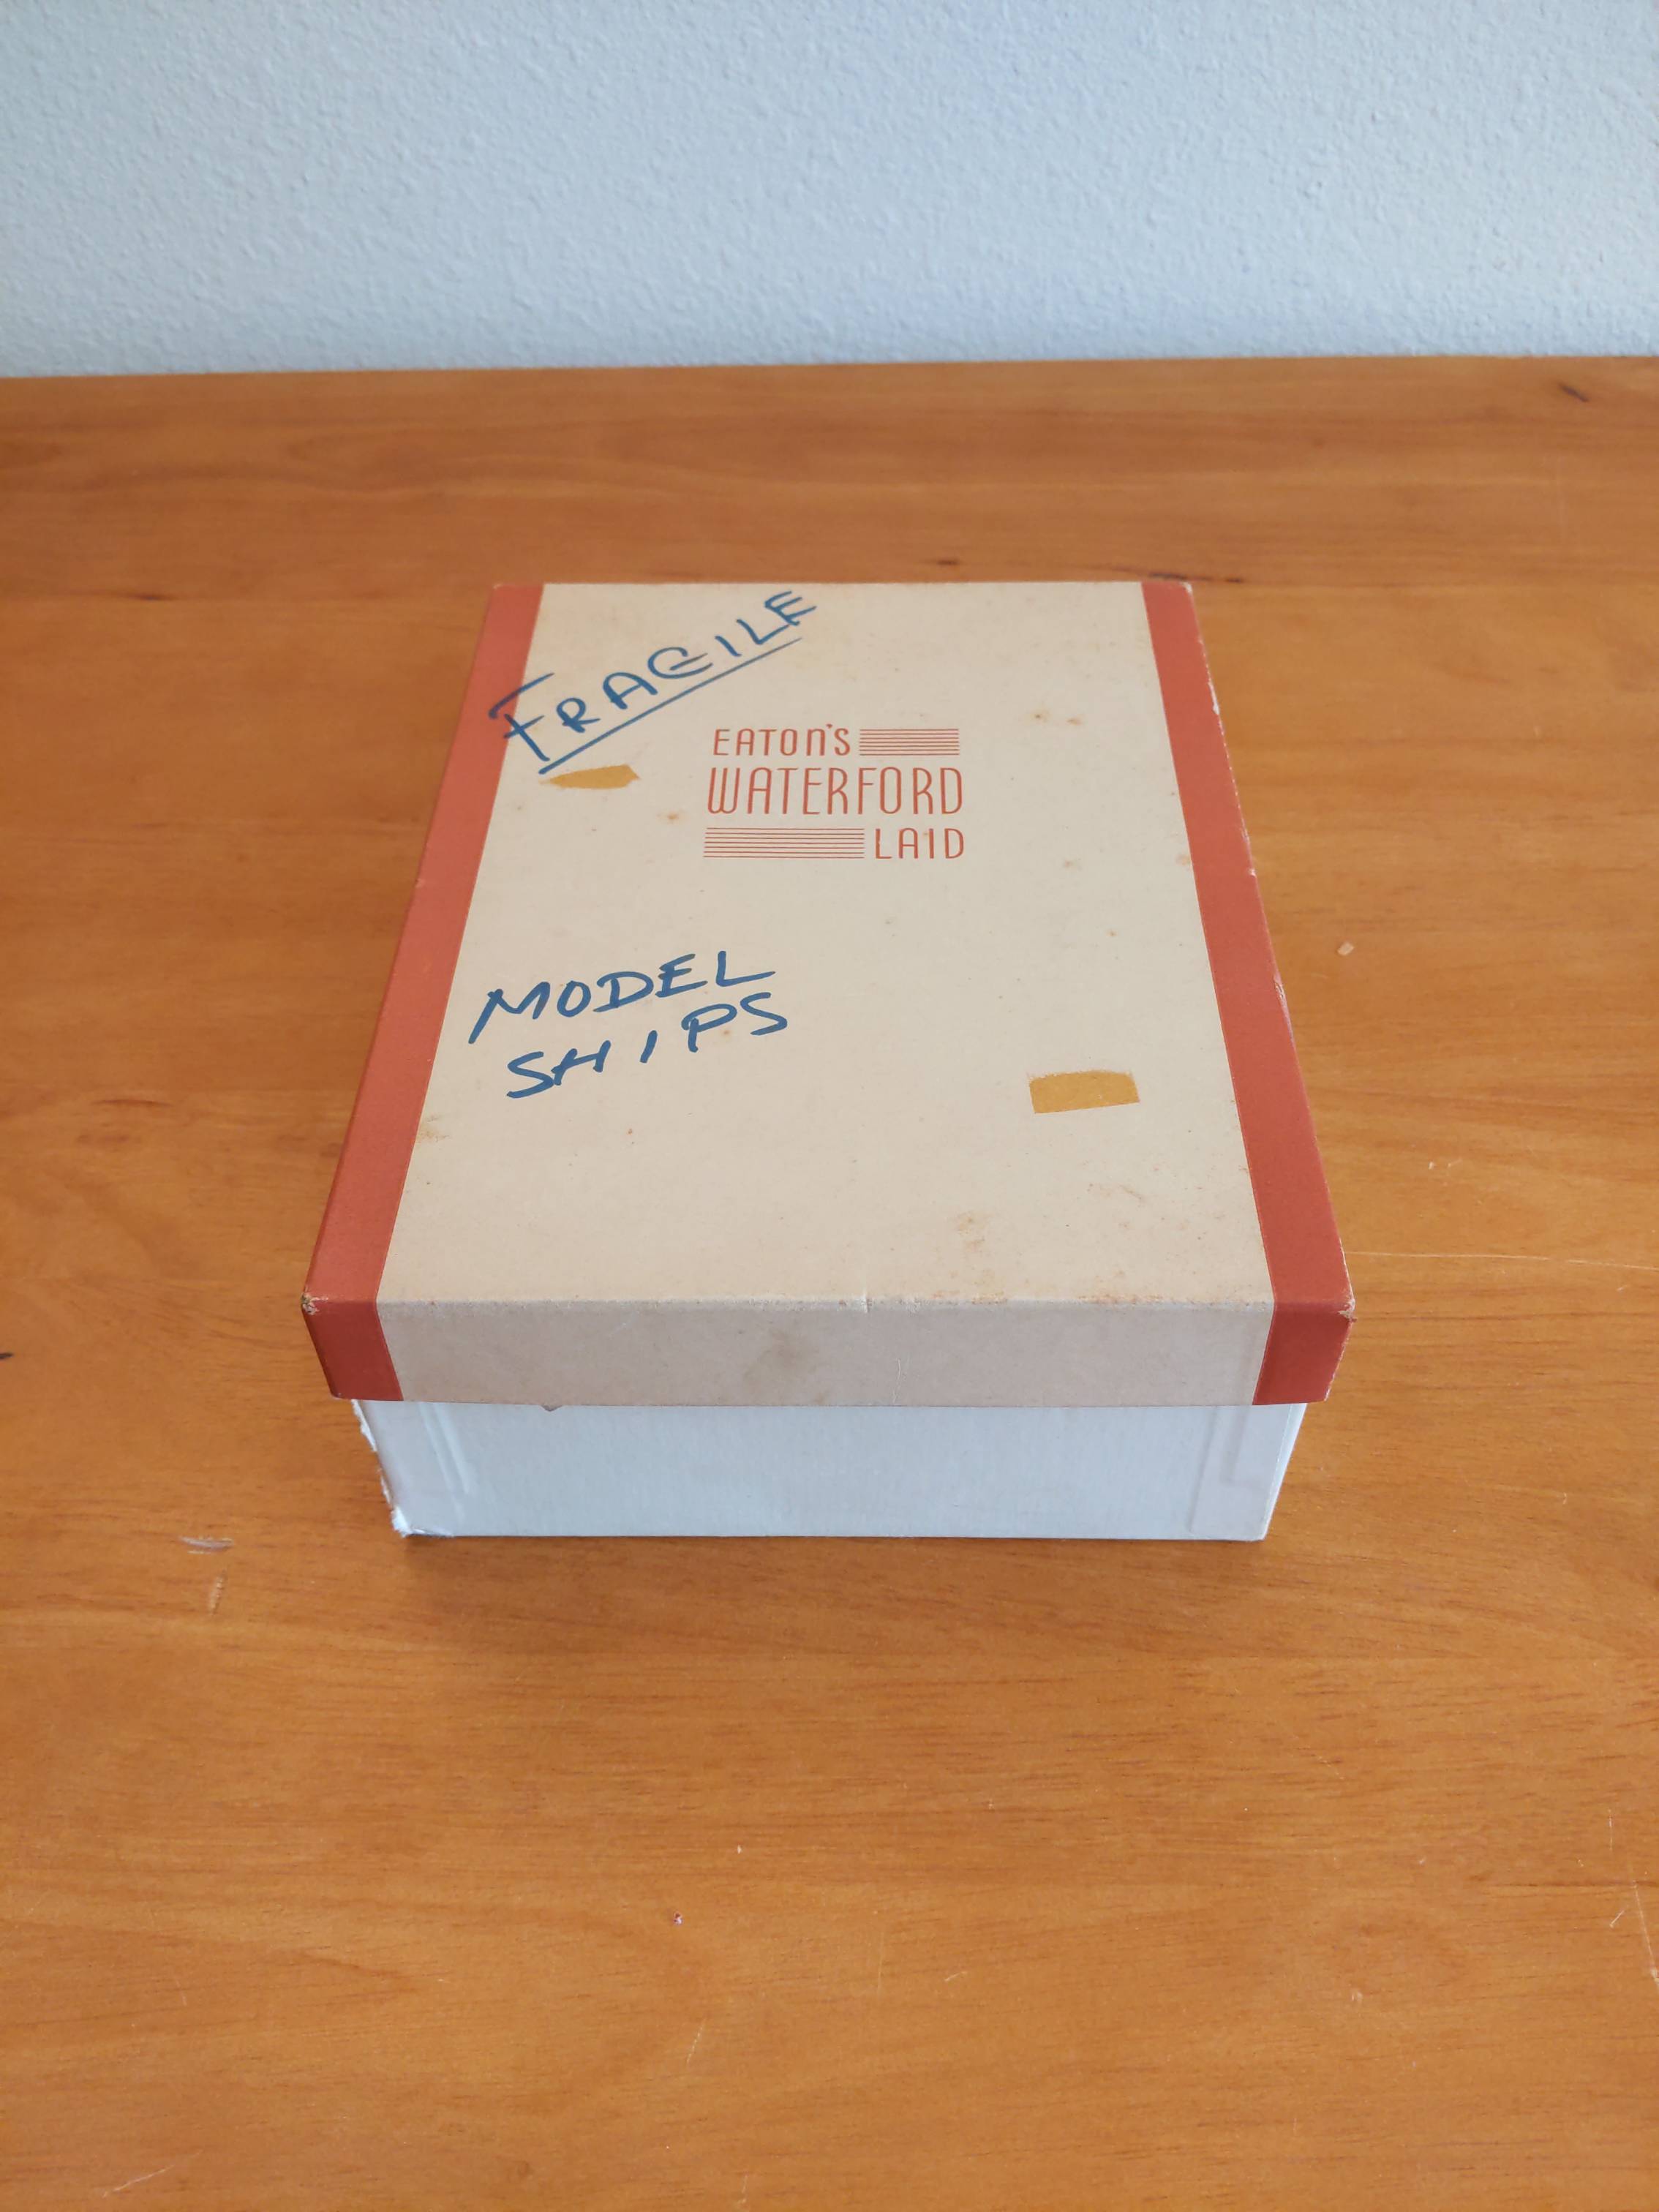 FRAGILE
EATON'S
WATERFORD
LAID
MODEL
SHIPS